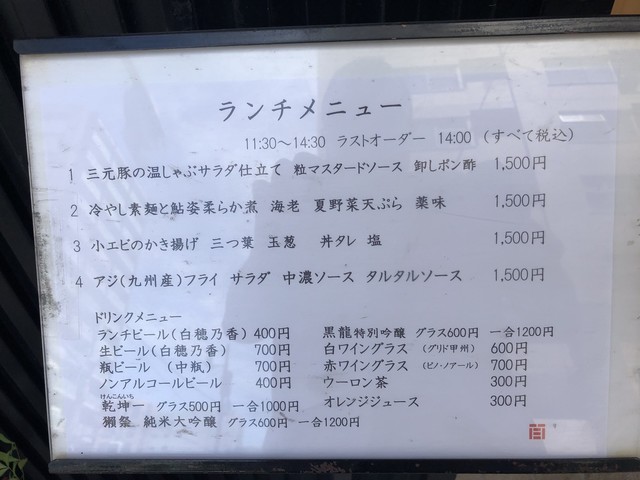 ランチメニュー
11:30～14:30 ラストオーダー 14:00 (すべて税込)
1 三元豚の温しゃぶサラダ仕立て 粒マスタードソース 卸しポン酢 1,500円
2 冷やし素麺と鮎姿柔らか煮 海老 夏野菜天ぷら 薬味 1,500円
3 小エビのかき揚げ 三つ葉 玉葱 丼タレ 塩 1,500円
4 アジ(九州産)フライ サラダ 中濃ソース タルタルソース 1,500円
ドリンクメニュー
ランチビール(白穂乃香) 400円
生ビール(白穂乃香) 700円
瓶ビール (中瓶) 700円
ノンアルコールビール 400円
けんこんいち
乾坤一 グラス500円 一合1000円
獺祭 純米大吟醸 グラス600円 一合1200円
黒龍特別吟醸 グラス600円 一合1200円
白ワイングラス (グリド甲州) 600円
赤ワイングラス (ピノ・ノアール) 700円
ウーロン茶 300円
オレンジジュース 300円